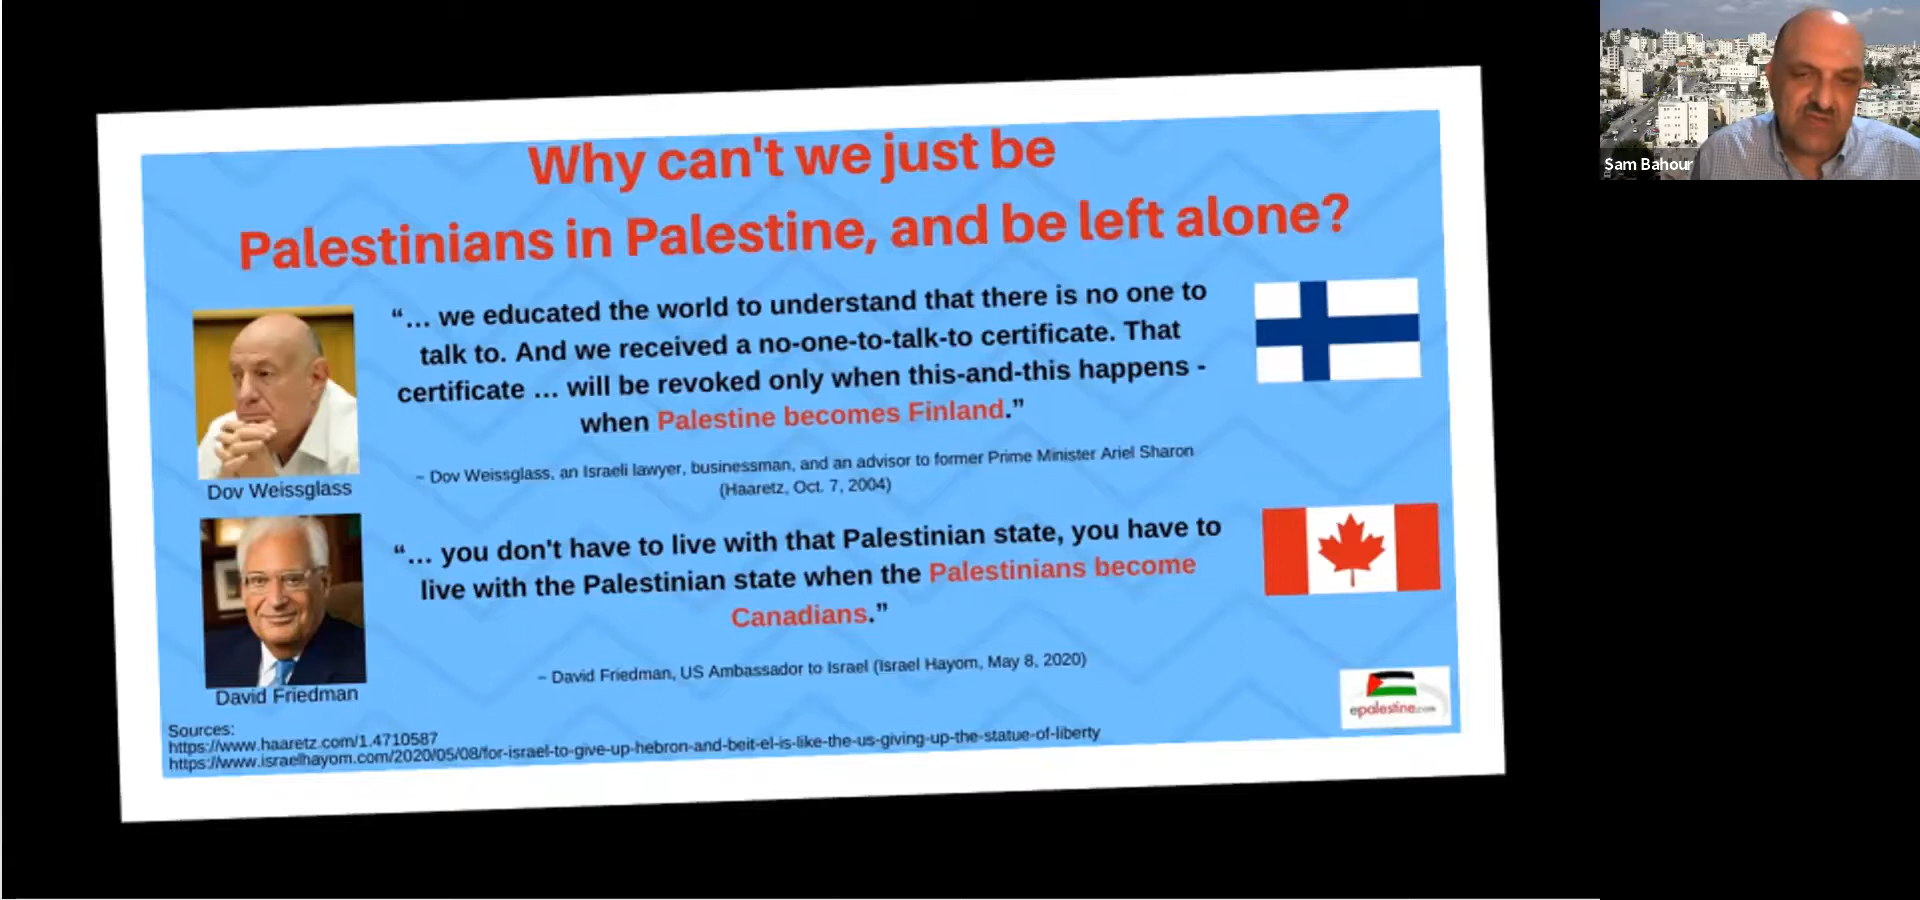 Sam Bahour
Why can't we just be
Palestinians in Palestine, and be left alone?
“... we educated the world to understand that there is no one to
talk to. And we received a no-one-to-talk-to certificate. That
certificate ... will be revoked only when this-and-this happens -
when Palestine becomes Finland.”
~ Dov Weissglass, an Israeli lawyer, businessman, and an advisor to former Prime Minister Ariel Sharon
(Haaretz, Oct. 7, 2004)
Dov Weissglass
“... you don't have to live with that Palestinian state, you have to
live with the Palestinian state when the Palestinians become
Canadians.”
~ David Friedman, US Ambassador to Israel (Israel Hayom, May 8, 2020)
David Friedman
epalestine.com
Sources:
https://www.haaretz.com/1.4710587
https://www.israelhayom.com/2020/05/08/for-israel-to-give-up-hebron-and-beit-el-is-like-the-us-giving-up-the-statue-of-liberty